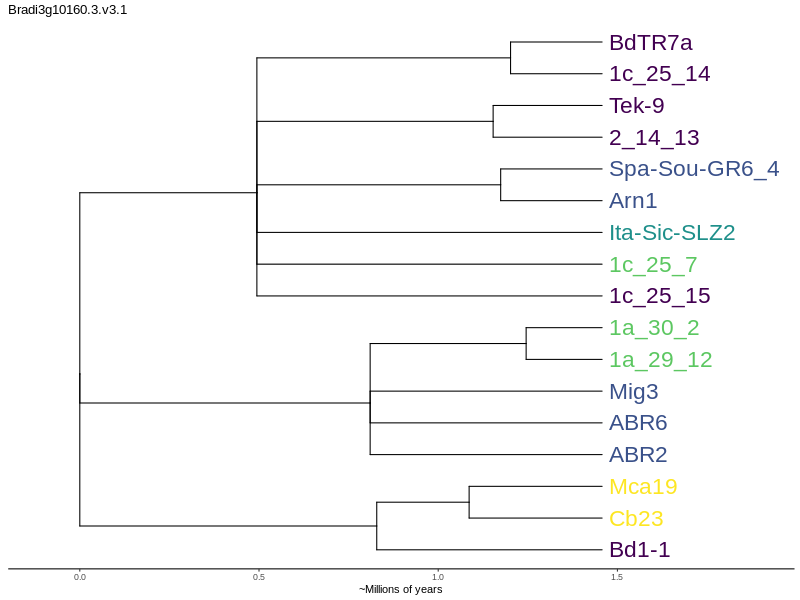 Bradi3g10160.3.v3.1
BdTR7a
1c_25_14
Tek-9
2_14_13
Spa-Sou-GR6_4
Arn1
Ita-Sic-SLZ2
1c_25_7
1c_25_15
1a_30_2
1a_29_12
Mig3
ABR6
ABR2
Mca19
Cb23
Bd1-1
0.0 0.5 1.0 1.5
~Millions of years